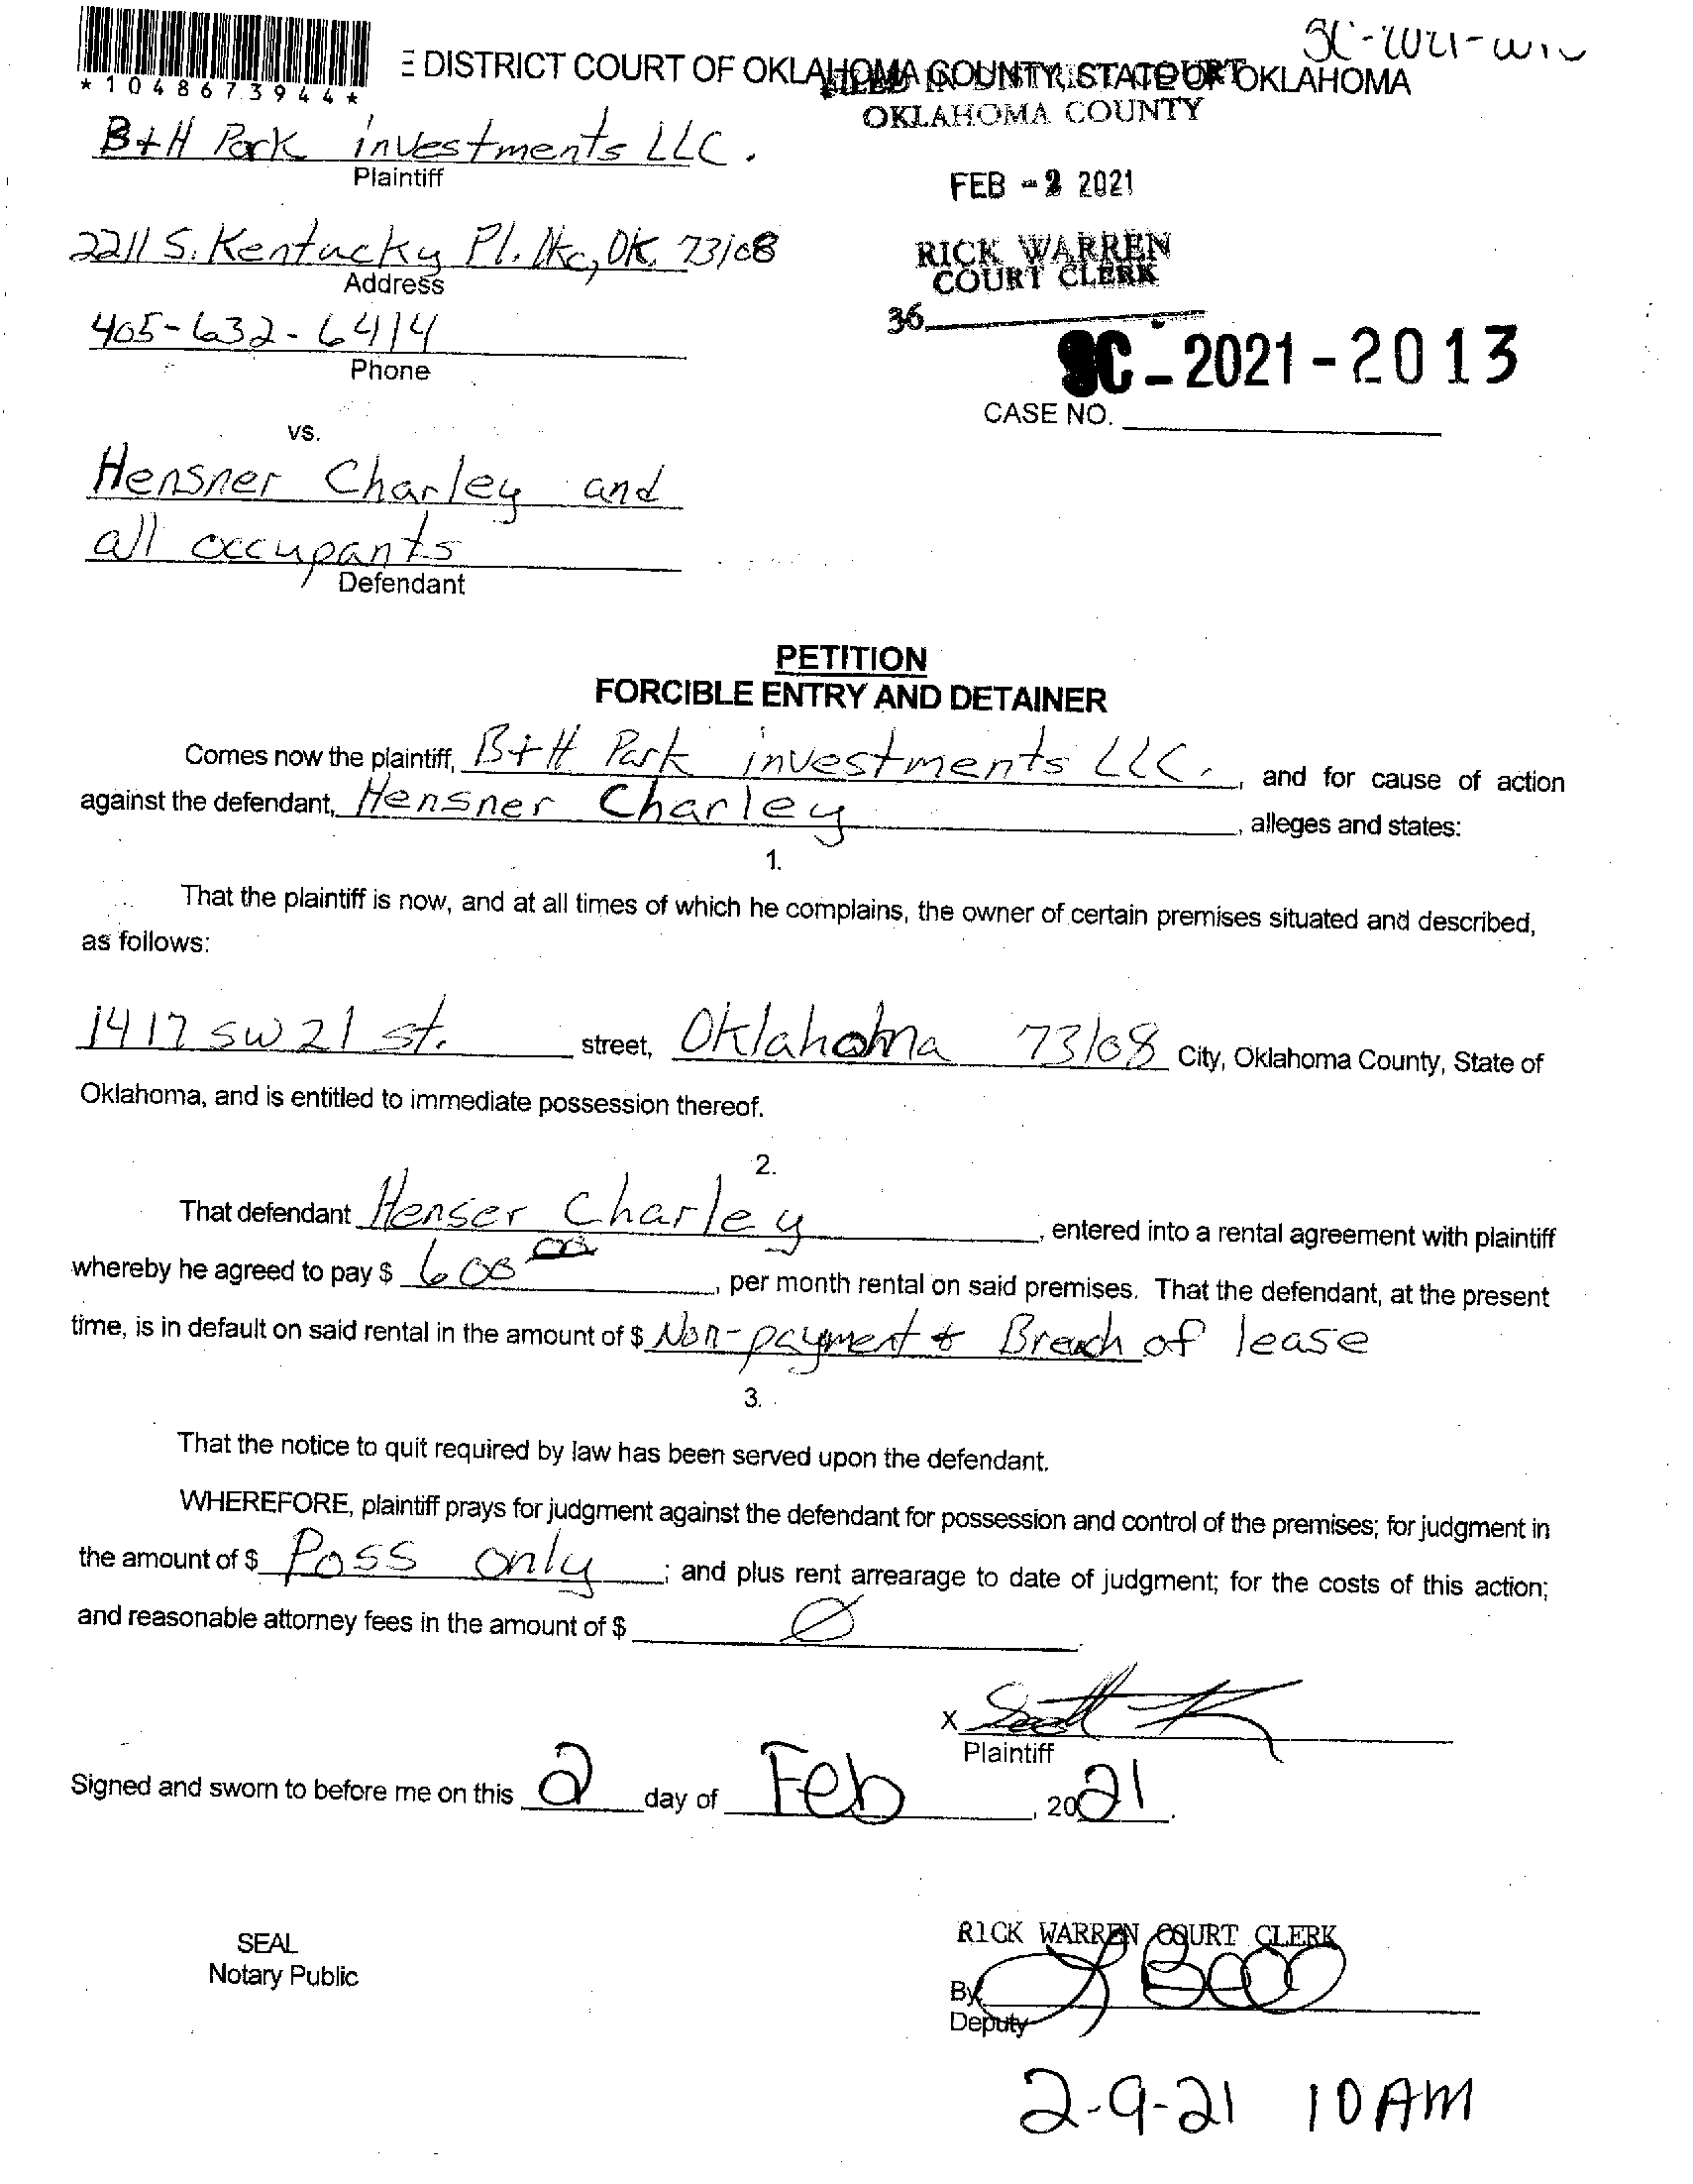 SC-2021-2013
*1048673944*
E DISTRICT COURT OF OKLAHOMA COUNTY, STATE OF OKLAHOMA
FILED IN DISTRICT COURT
OKLAHOMA COUNTY
B+H Park investments LLC.
Plaintiff
FEB -2 2021
2211 S. Kentucky Pl. Okc, OK 73108
Address
RICK WARREN
COURT CLERK
405-632-6414
Phone
36
SC-2021-2013
CASE NO.
vs.
Hensner Charley and
all occupants
Defendant
PETITION
FORCIBLE ENTRY AND DETAINER
Comes now the plaintiff, B+H Park investments LLC., and for cause of action
against the defendant, Hensner Charley, alleges and states:
1.
That the plaintiff is now, and at all times of which he complains, the owner of certain premises situated and described,
as follows:
1417 SW 21 st. street, Oklahoma 73108 City, Oklahoma County, State of
Oklahoma, and is entitled to immediate possession thereof.
2.
That defendant Henser Charley, entered into a rental agreement with plaintiff
whereby he agreed to pay $ 600 00, per month rental on said premises. That the defendant, at the present
time, is in default on said rental in the amount of $ Non-payment + Breach of lease
3.
That the notice to quit required by law has been served upon the defendant.
WHEREFORE, plaintiff prays for judgment against the defendant for possession and control of the premises; for judgment in
the amount of $ Poss only; and plus rent arrearage to date of judgment; for the costs of this action;
and reasonable attorney fees in the amount of $ Ø
X
Plaintiff
Signed and sworn to before me on this 2 day of Feb, 2021.
RICK WARREN COURT CLERK
SEAL
Notary Public
By
Deputy
2-9-21 10AM